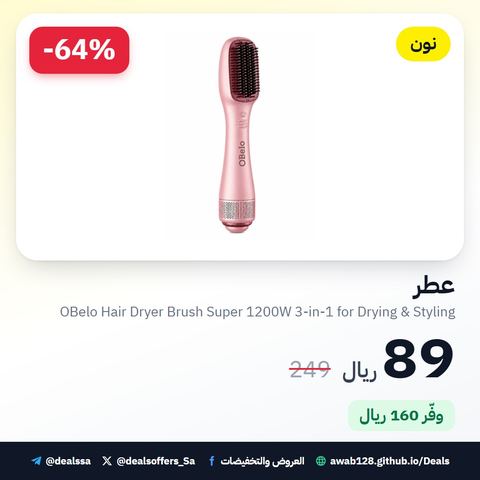 -64%
نون
OBelo
عطر
OBelo Hair Dryer Brush Super 1200W 3-in-1 for Drying & Styling
89 ريال 249
وفّر 160 ريال
@dealssa @dealsoffers_Sa العروض والتخفيضات awab128.github.io/Deals